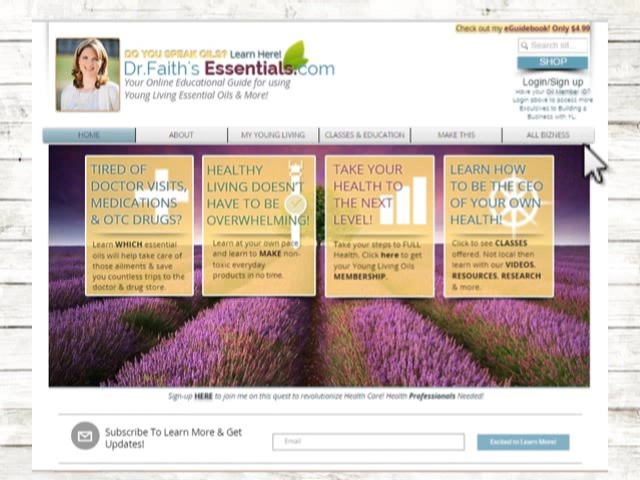 Check out my eGuidebook! Only $4.99
DO YOU SPEAK OILS? Learn Here!
Dr.Faith's Essentials.com
Your Online Educational Guide for using
Young Living Essential Oils & More!
Search sit...
SHOP
Login/Sign up
Have your Oil Member ID?
Login above to access more
Exculsives to Building a
Business with YL.
HOME
ABOUT
MY YOUNG LIVING
CLASSES & EDUCATION
MAKE THIS
ALL BIZNESS
TIRED OF
DOCTOR VISITS,
MEDICATIONS
& OTC DRUGS?
Learn WHICH essential
oils will help take care of
those ailments & save
you countless trips to the
doctor & drug store.
HEALTHY
LIVING DOESN'T
HAVE TO BE
OVERWHELMING!
Learn at your own pace
and learn to MAKE non-
toxic everyday
products in no time.
TAKE YOUR
HEALTH TO
THE NEXT
LEVEL!
Take your steps to FULL
Health. Click here to get
your Young Living Oils
MEMBERSHIP.
LEARN HOW
TO BE THE CEO
OF YOUR OWN
HEALTH!
Click to see CLASSES
offered. Not local then
learn with our VIDEOS,
RESOURCES, RESEARCH
& more.
Sign-up HERE to join me on this quest to revolutionize Health Care! Health Professionals Needed!
Subscribe To Learn More & Get
Updates!
Email
Excited to Learn More!